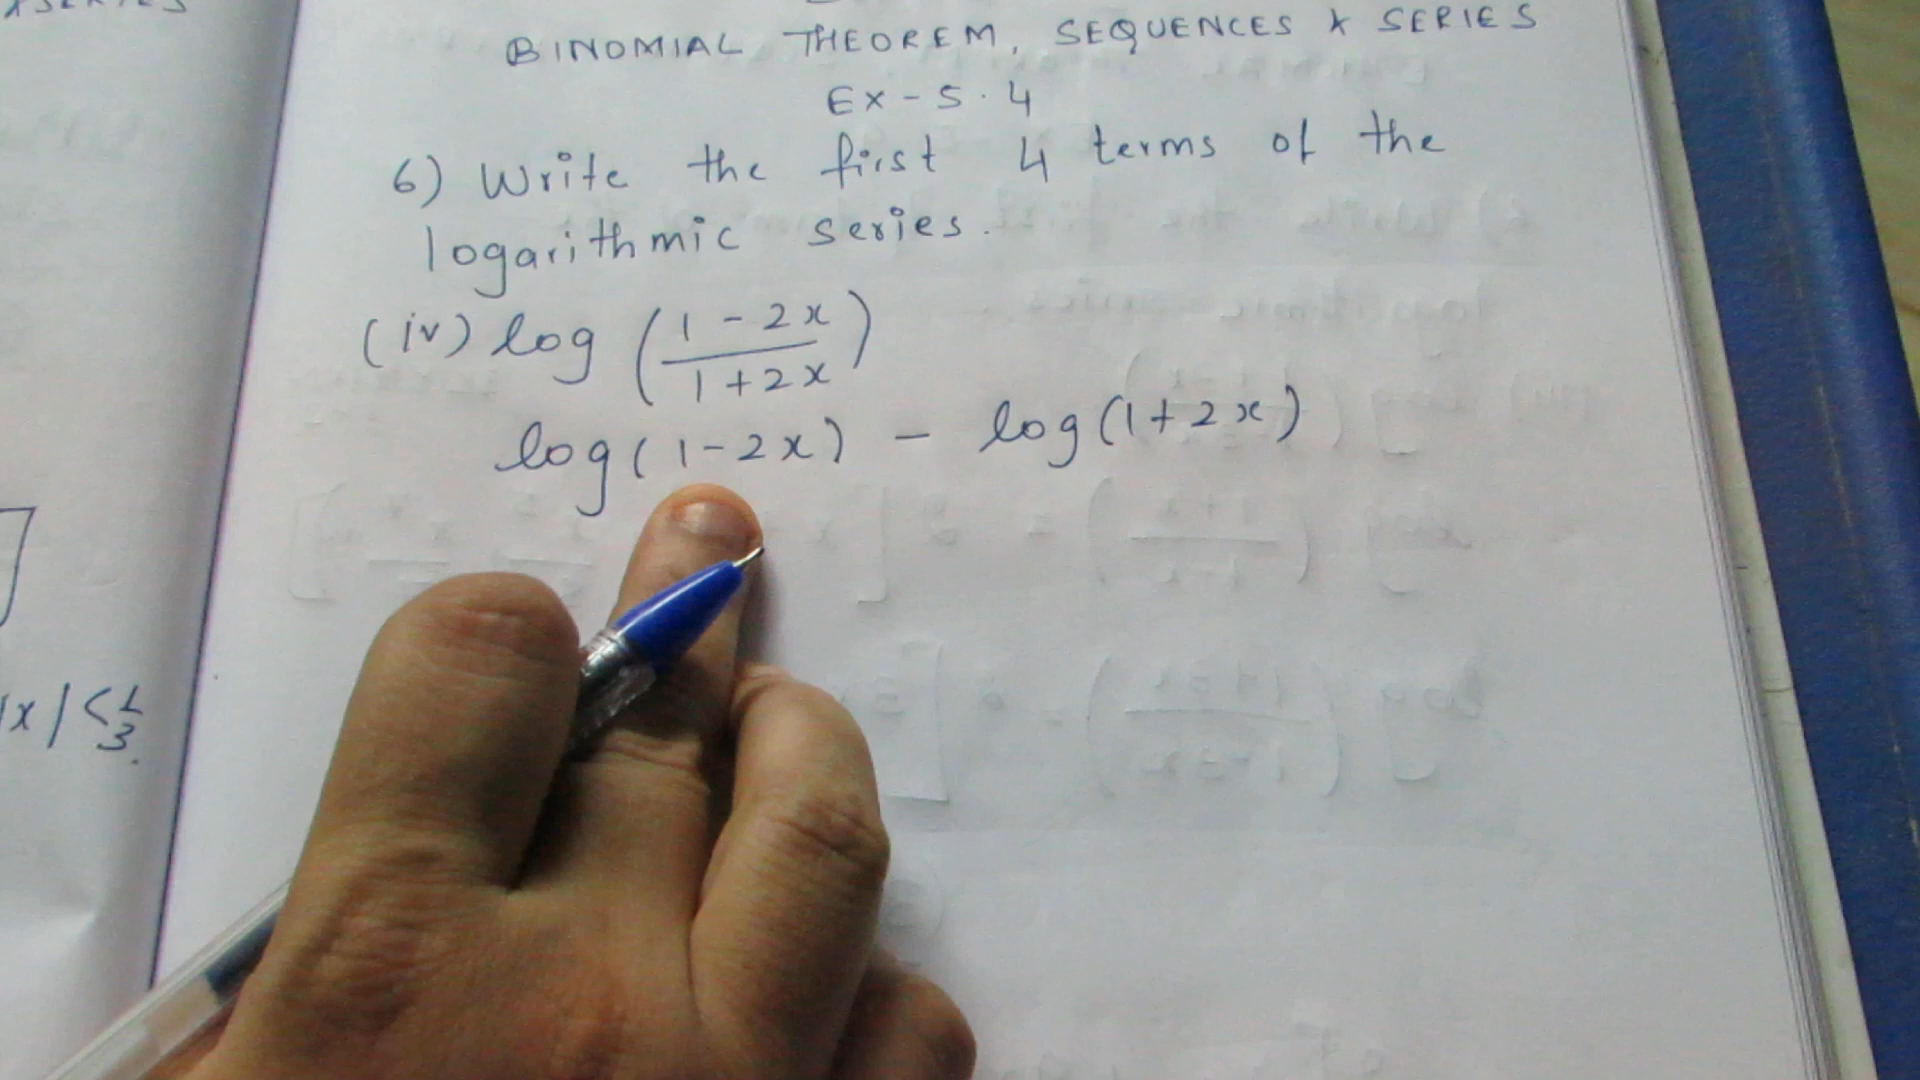 BINOMIAL THEOREM, SEQUENCES & SERIES
EX-5.4
6) Write the first 4 terms of the
logarithmic series.
(iv) log (1-2x / 1+2x)
log(1-2x) - log(1+2x)
|x| < 1/3.